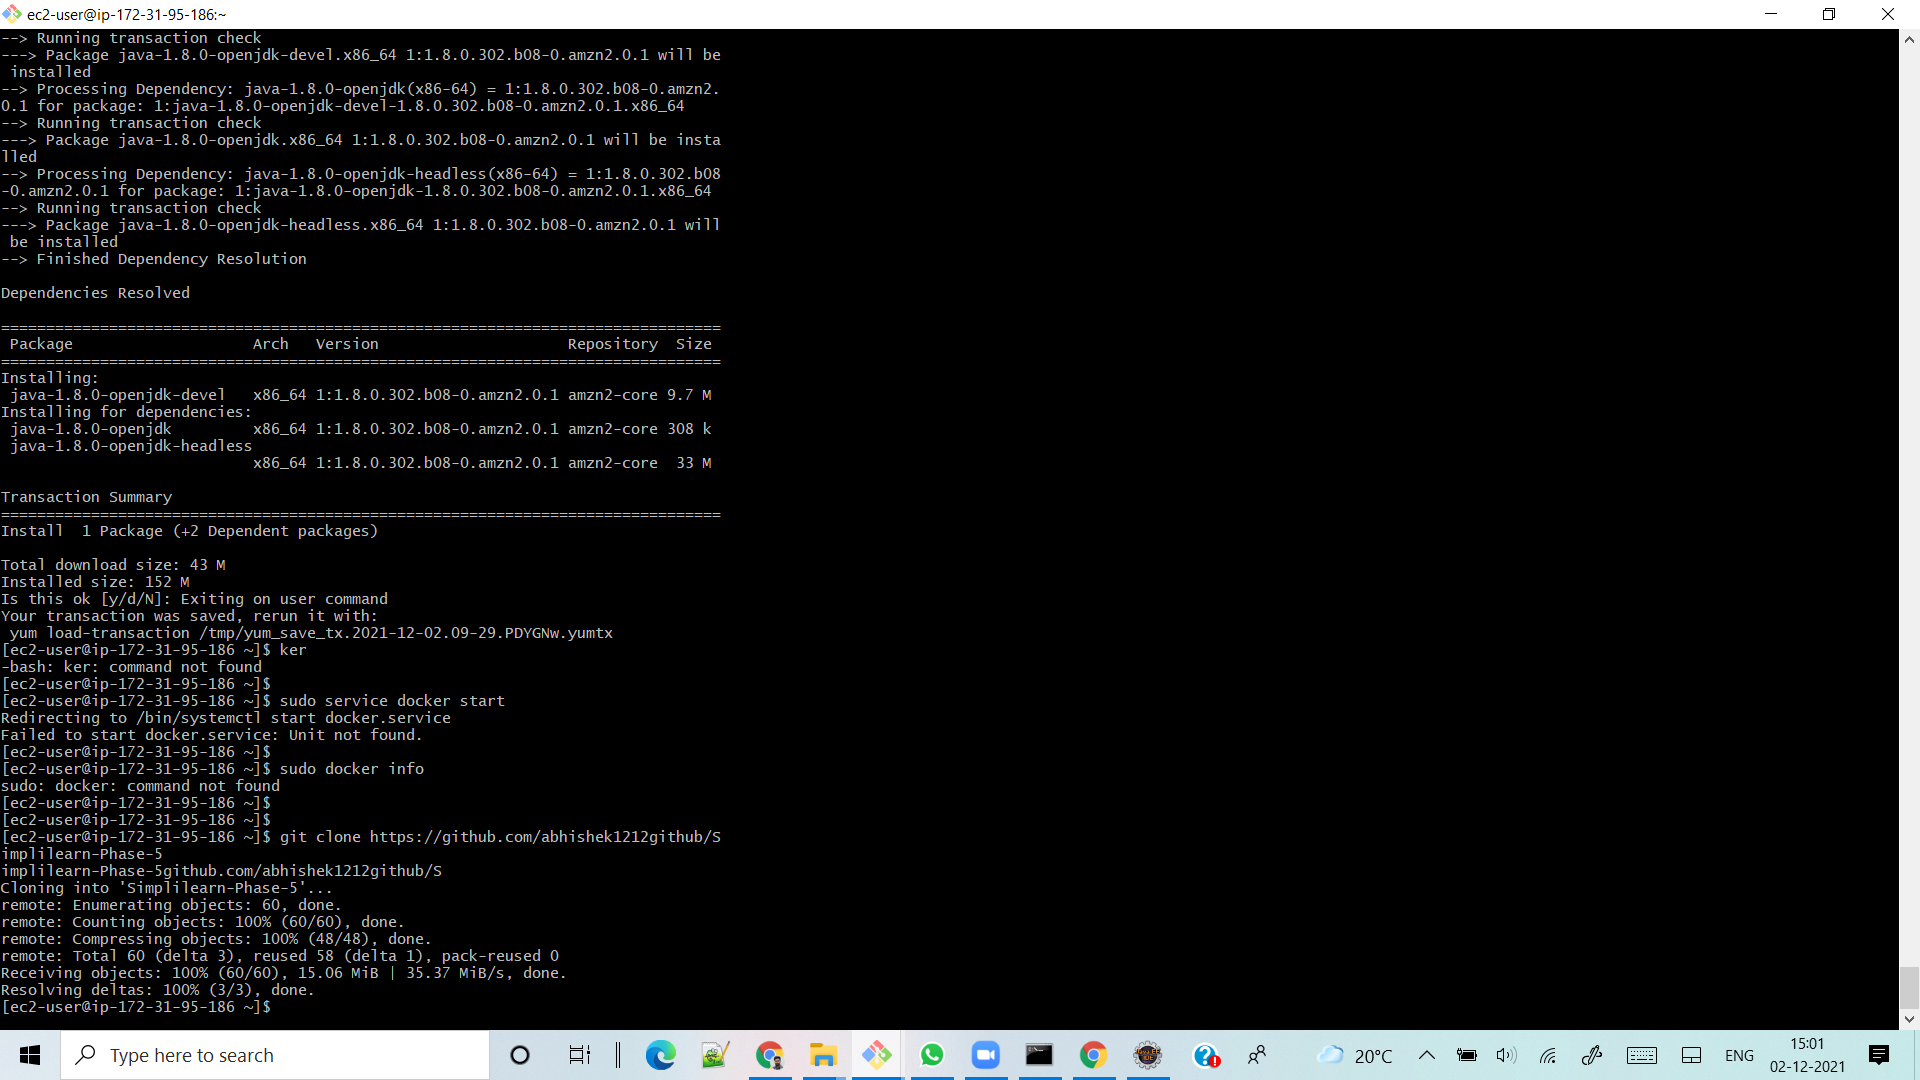 ec2-user@ip-172-31-95-186:~
--> Running transaction check
---> Package java-1.8.0-openjdk-devel.x86_64 1:1.8.0.302.b08-0.amzn2.0.1 will be
 installed
--> Processing Dependency: java-1.8.0-openjdk(x86-64) = 1:1.8.0.302.b08-0.amzn2.
0.1 for package: 1:java-1.8.0-openjdk-devel-1.8.0.302.b08-0.amzn2.0.1.x86_64
--> Running transaction check
---> Package java-1.8.0-openjdk.x86_64 1:1.8.0.302.b08-0.amzn2.0.1 will be insta
lled
--> Processing Dependency: java-1.8.0-openjdk-headless(x86-64) = 1:1.8.0.302.b08
-0.amzn2.0.1 for package: 1:java-1.8.0-openjdk-1.8.0.302.b08-0.amzn2.0.1.x86_64
--> Running transaction check
---> Package java-1.8.0-openjdk-headless.x86_64 1:1.8.0.302.b08-0.amzn2.0.1 will
 be installed
--> Finished Dependency Resolution
Dependencies Resolved
================================================================================
 Package                    Arch   Version                     Repository  Size
================================================================================
Installing:
 java-1.8.0-openjdk-devel   x86_64 1:1.8.0.302.b08-0.amzn2.0.1 amzn2-core 9.7 M
Installing for dependencies:
 java-1.8.0-openjdk         x86_64 1:1.8.0.302.b08-0.amzn2.0.1 amzn2-core 308 k
 java-1.8.0-openjdk-headless
                            x86_64 1:1.8.0.302.b08-0.amzn2.0.1 amzn2-core  33 M
Transaction Summary
================================================================================
Install  1 Package (+2 Dependent packages)
Total download size: 43 M
Installed size: 152 M
Is this ok [y/d/N]: Exiting on user command
Your transaction was saved, rerun it with:
 yum load-transaction /tmp/yum_save_tx.2021-12-02.09-29.PDYGNw.yumtx
[ec2-user@ip-172-31-95-186 ~]$ ker
-bash: ker: command not found
[ec2-user@ip-172-31-95-186 ~]$
[ec2-user@ip-172-31-95-186 ~]$ sudo service docker start
Redirecting to /bin/systemctl start docker.service
Failed to start docker.service: Unit not found.
[ec2-user@ip-172-31-95-186 ~]$
[ec2-user@ip-172-31-95-186 ~]$ sudo docker info
sudo: docker: command not found
[ec2-user@ip-172-31-95-186 ~]$
[ec2-user@ip-172-31-95-186 ~]$
[ec2-user@ip-172-31-95-186 ~]$ git clone https://github.com/abhishek1212github/S
implilearn-Phase-5
implilearn-Phase-5github.com/abhishek1212github/S
Cloning into 'Simplilearn-Phase-5'...
remote: Enumerating objects: 60, done.
remote: Counting objects: 100% (60/60), done.
remote: Compressing objects: 100% (48/48), done.
remote: Total 60 (delta 3), reused 58 (delta 1), pack-reused 0
Receiving objects: 100% (60/60), 15.06 MiB | 35.37 MiB/s, done.
Resolving deltas: 100% (3/3), done.
[ec2-user@ip-172-31-95-186 ~]$
Type here to search
20°C
ENG
15:01
02-12-2021